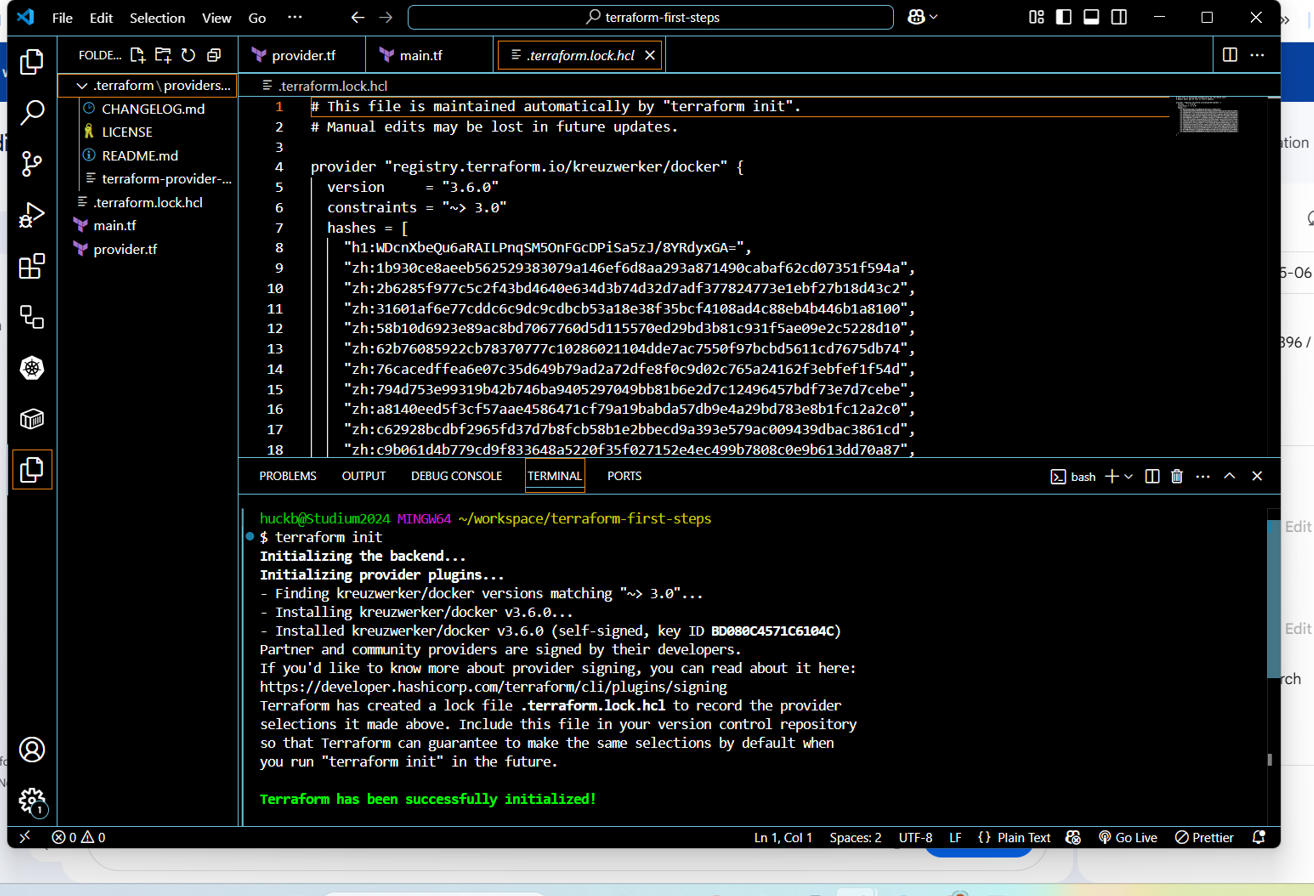 File Edit Selection View Go ··· terraform-first-steps
FOLDE...
.terraform\providers...
CHANGELOG.md
LICENSE
README.md
terraform-provider-...
.terraform.lock.hcl
main.tf
provider.tf
provider.tf main.tf .terraform.lock.hcl
.terraform.lock.hcl
1 # This file is maintained automatically by "terraform init".
2 # Manual edits may be lost in future updates.
3
4 provider "registry.terraform.io/kreuzwerker/docker" {
5 version = "3.6.0"
6 constraints = "~> 3.0"
7 hashes = [
8 "h1:WDcnXbeQu6aRAILPnqSM5OnFGcDPiSa5zJ/8YRdyxGA=",
9 "zh:1b930ce8aeeb562529383079a146ef6d8aa293a871490cabaf62cd07351f594a",
10 "zh:2b6285f977c5c2f43bd4640e634d3b74d32d7adf377824773e1ebf27b18d43c2",
11 "zh:31601af6e77cddc6c9dc9cdbcb53a18e38f35bcf4108ad4c88eb4b446b1a8100",
12 "zh:58b10d6923e89ac8bd7067760d5d115570ed29bd3b81c931f5ae09e2c5228d10",
13 "zh:62b76085922cb78370777c10286021104dde7ac7550f97bcbd5611cd7675db74",
14 "zh:76cacedffea6e07c35d649b79ad2a72dfe8f0c9d02c765a24162f3ebfef1f54d",
15 "zh:794d753e99319b42b746ba9405297049bb81b6e2d7c12496457bdf73e7d7cebe",
16 "zh:a8140eed5f3cf57aae4586471cf79a19babda57db9e4a29bd783e8b1fc12a2c0",
17 "zh:c62928bcdbf2965fd37d7b8fcb58b1e2bbecd9a393e579ac009439dbac3861cd",
18 "zh:c9b061d4b779cd9f833648a5220f35f027152e4ec499b7808c0e9b613dd70a87",
PROBLEMS OUTPUT DEBUG CONSOLE TERMINAL PORTS bash
huckb@Studium2024 MINGW64 ~/workspace/terraform-first-steps
$ terraform init
Initializing the backend...
Initializing provider plugins...
- Finding kreuzwerker/docker versions matching "~> 3.0"...
- Installing kreuzwerker/docker v3.6.0...
- Installed kreuzwerker/docker v3.6.0 (self-signed, key ID BD080C4571C6104C)
Partner and community providers are signed by their developers.
If you'd like to know more about provider signing, you can read about it here:
https://developer.hashicorp.com/terraform/cli/plugins/signing
Terraform has created a lock file .terraform.lock.hcl to record the provider
selections it made above. Include this file in your version control repository
so that Terraform can guarantee to make the same selections by default when
you run "terraform init" in the future.

Terraform has been successfully initialized!
1
0 0 Ln 1, Col 1 Spaces: 2 UTF-8 LF {} Plain Text Go Live Prettier
Edit
Edit